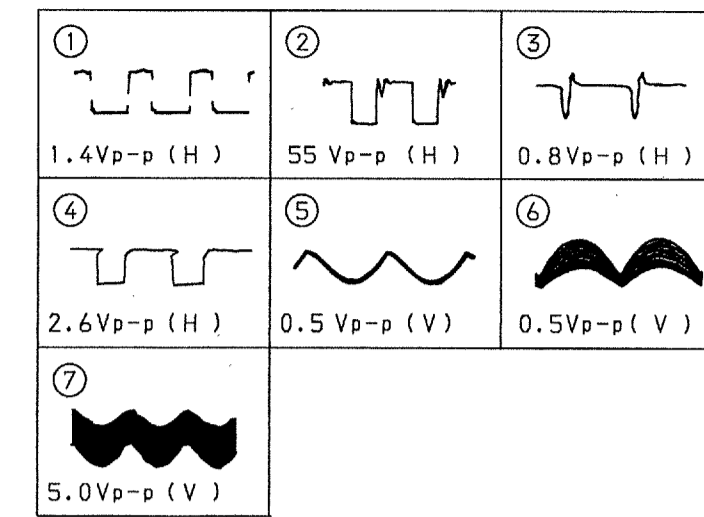 ①
1.4Vp-p (H)
②
55 Vp-p (H)
③
0.8Vp-p (H)
④
2.6Vp-p (H)
⑤
0.5 Vp-p (V)
⑥
0.5Vp-p( V )
⑦
5.0Vp-p (V)